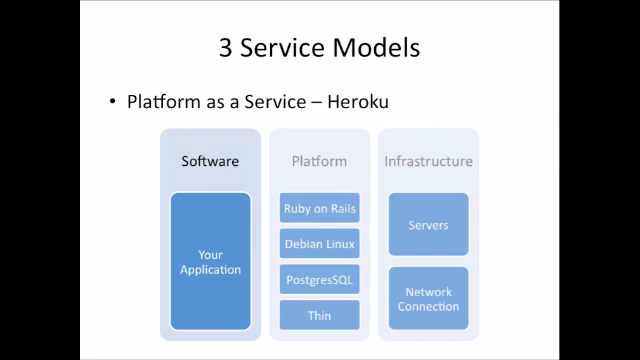 3 Service Models
• Platform as a Service – Heroku
Software
Platform
Infrastructure
Your
Application
Ruby on Rails
Debian Linux
PostgresSQL
Thin
Servers
Network
Connection